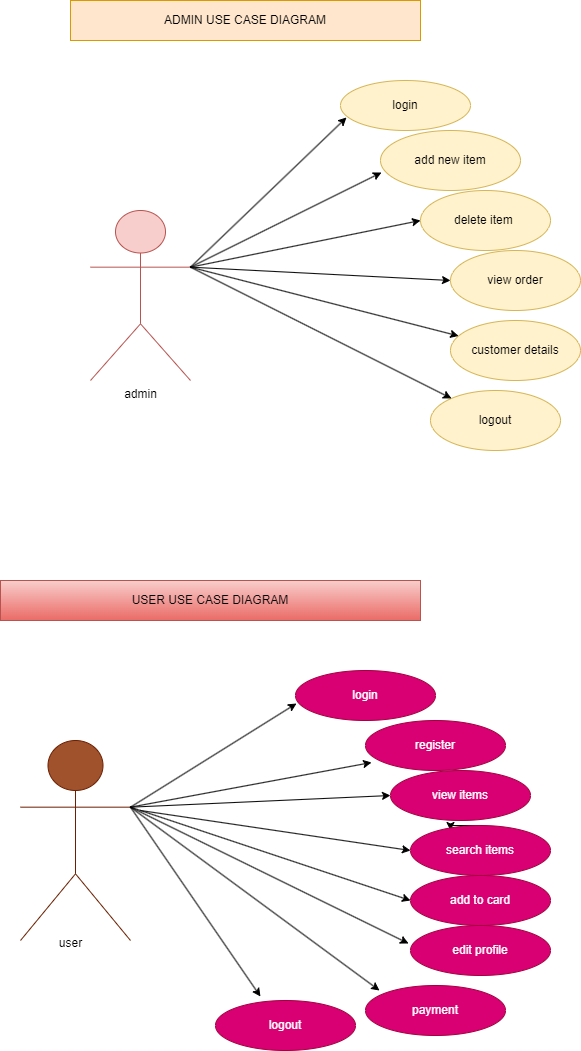 ADMIN USE CASE DIAGRAM
login
add new item
delete item
view order
customer details
logout
admin
USER USE CASE DIAGRAM
login
register
view items
search items
add to card
edit profile
payment
logout
user